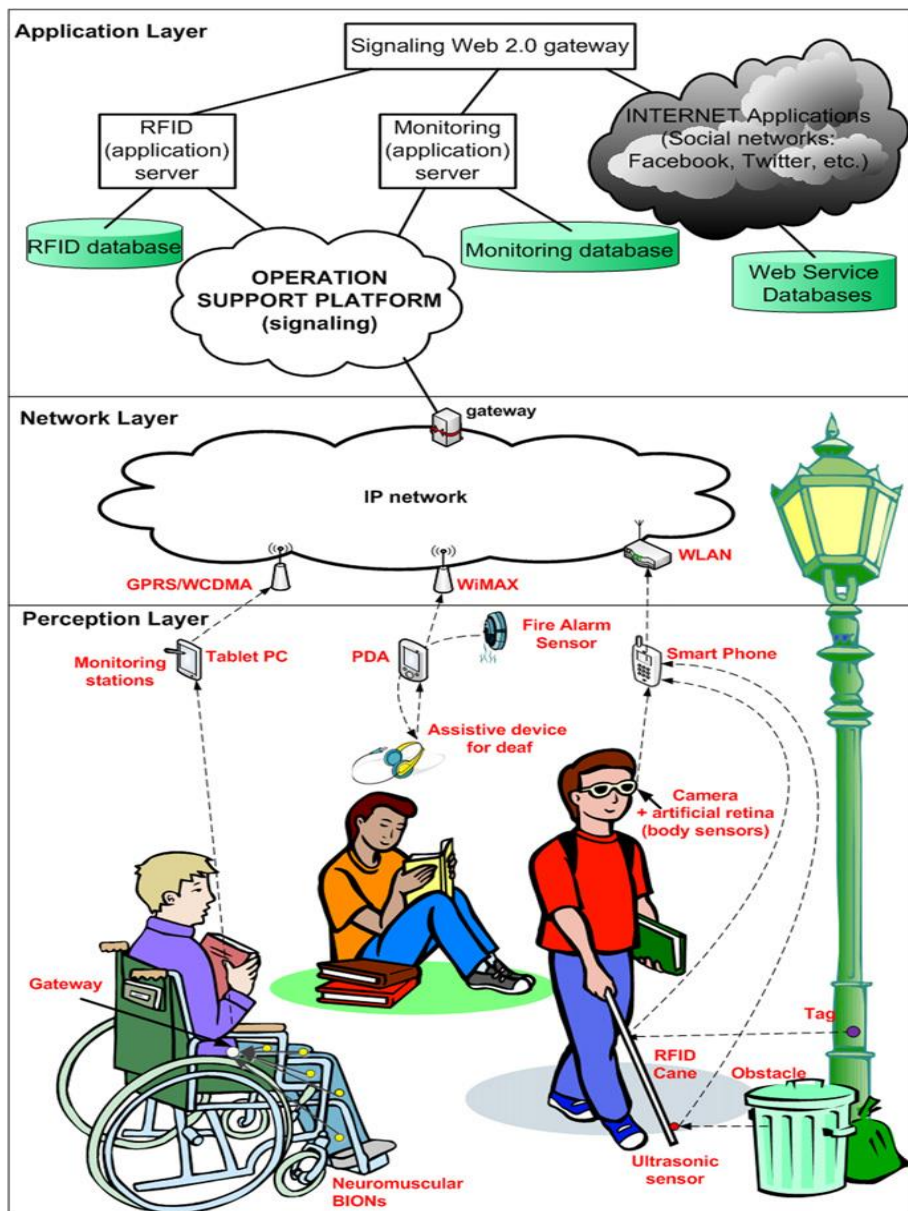 Application Layer
Signaling Web 2.0 gateway
RFID
(application)
server
Monitoring
(application)
server
INTERNET Applications
(Social networks:
Facebook, Twitter, etc.)
RFID database
Monitoring database
Web Service
Databases
OPERATION
SUPPORT PLATFORM
(signaling)
Network Layer
gateway
IP network
GPRS/WCDMA
WiMAX
WLAN
Perception Layer
Monitoring
stations
Tablet PC
PDA
Fire Alarm
Sensor
Smart Phone
Assistive device
for deaf
Camera
+ artificial retina
(body sensors)
Gateway
Neuromuscular
BIONs
RFID
Cane
Tag
Obstacle
Ultrasonic
sensor